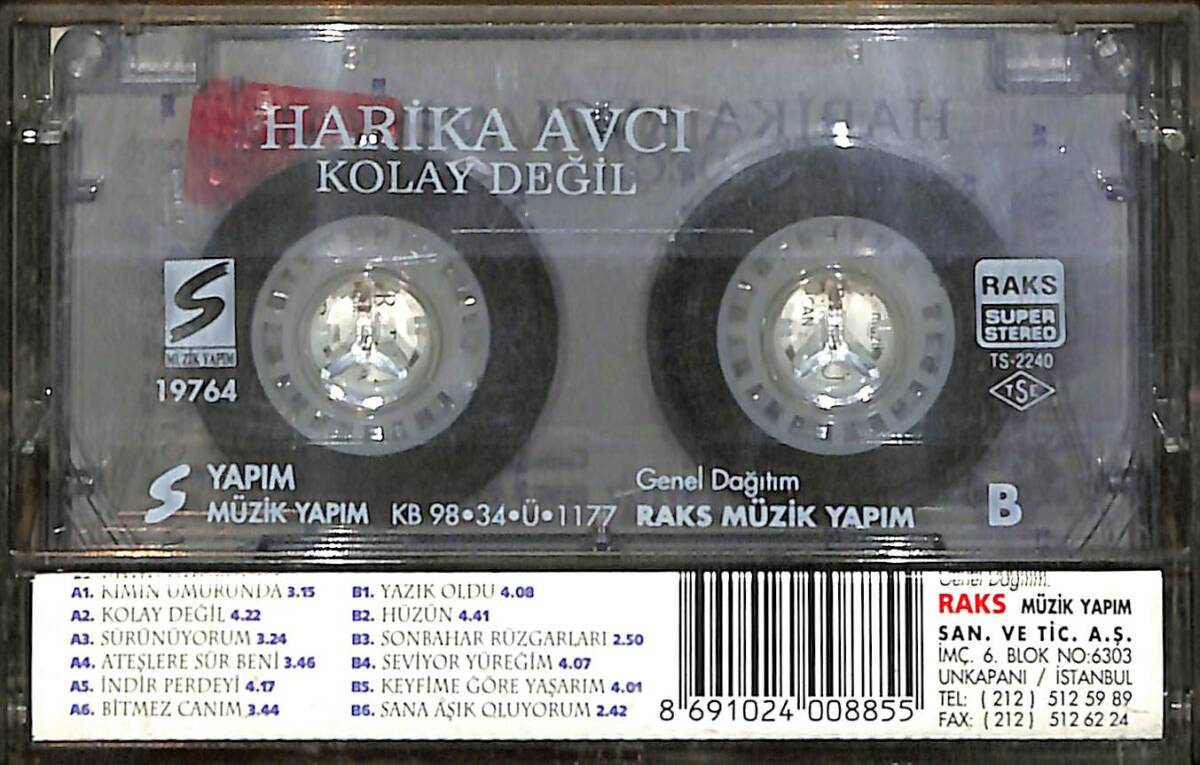 HARİKA AVCI
KOLAY DEĞİL
S
MÜZİK YAPIM
19764
RAKS
SUPER
STEREO
TS-2240
TSE
S YAPIM
MÜZİK YAPIM KB 98•34•Ü•1177
Genel Dağıtım
RAKS MÜZİK YAPIM
B
A1. KİMİN UMURUNDA 3.15
A2. KOLAY DEĞİL 4.22
A3. SÜRÜNÜYORUM 3.24
A4. ATEŞLERE SÜR BENİ 3.46
A5. İNDİR PERDEYİ 4.17
A6. BİTMEZ CANIM 3.44
B1. YAZIK OLDU 4.08
B2. HÜZÜN 4.41
B3. SONBAHAR RÜZGARLARI 2.50
B4. SEVİYOR YÜREĞİM 4.07
B5. KEYFİME GÖRE YAŞARIM 4.01
B6. SANA ÂŞIK OLUYORUM 2.42
8 691024 008855
Genel Dağıtım:
RAKS MÜZİK YAPIM
SAN. VE TİC. A.Ş.
İMÇ. 6. BLOK NO:6303
UNKAPANI / İSTANBUL
TEL: (212) 512 59 89
FAX: (212) 512 62 24